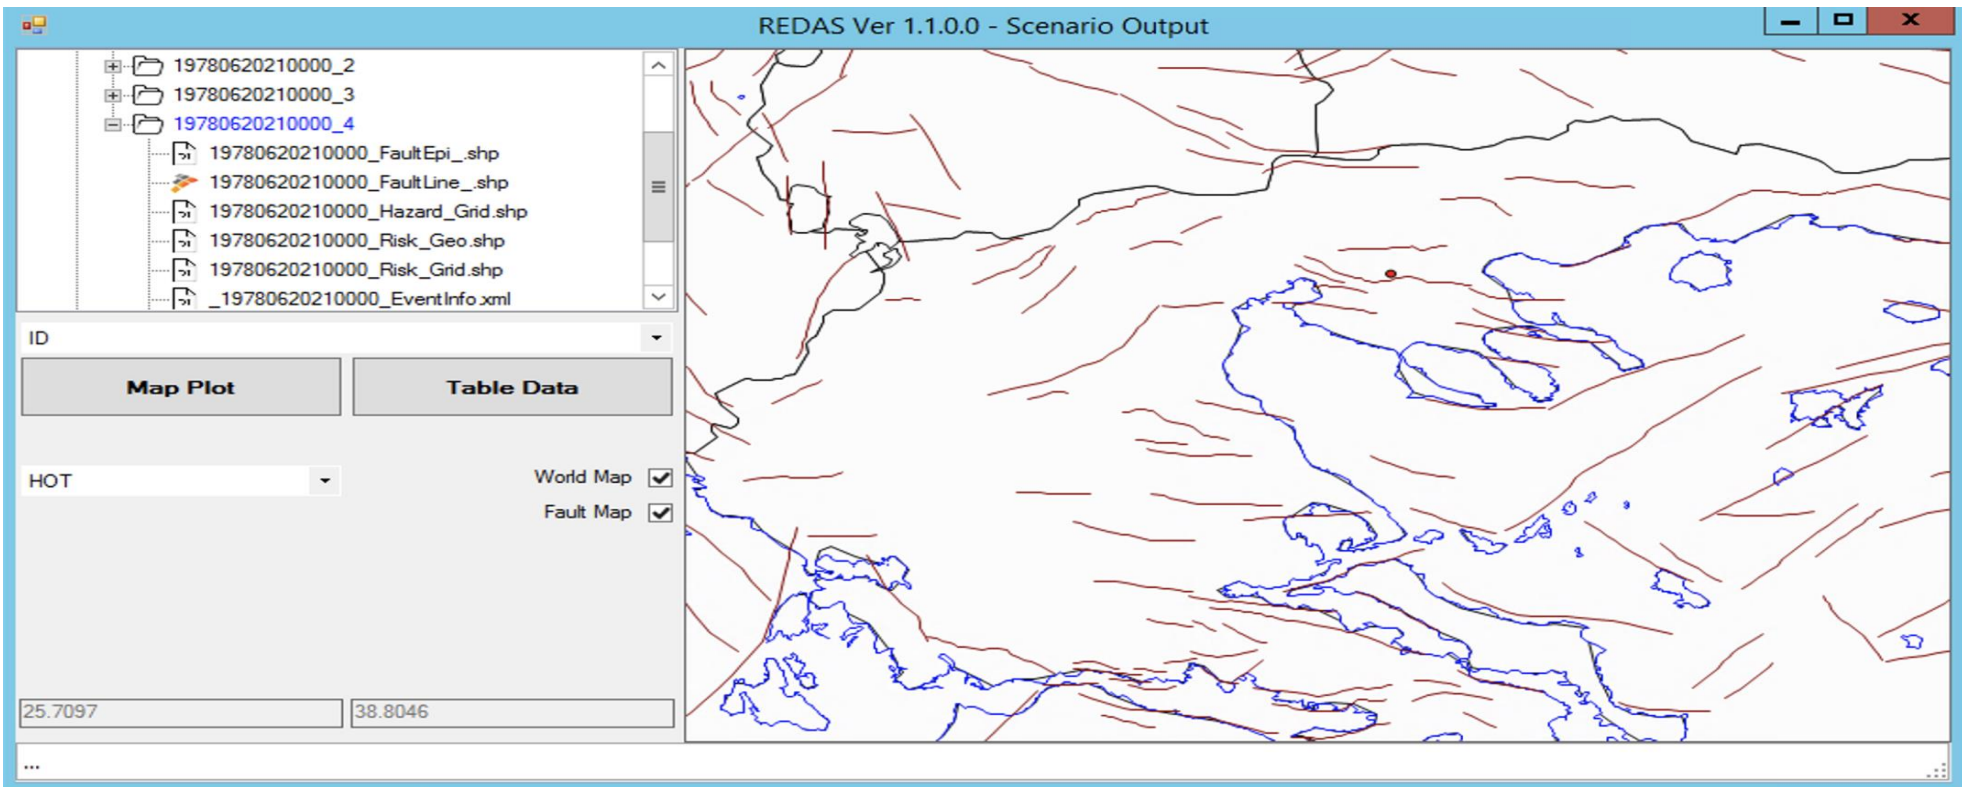 REDAS Ver 1.1.0.0 - Scenario Output
19780620210000_2
19780620210000_3
19780620210000_4
19780620210000_FaultEpi_.shp
19780620210000_FaultLine_.shp
19780620210000_Hazard_Grid.shp
19780620210000_Risk_Geo.shp
19780620210000_Risk_Grid.shp
_19780620210000_EventInfo.xml
ID
Map Plot Table Data
HOT
World Map
Fault Map
25.7097 38.8046
...